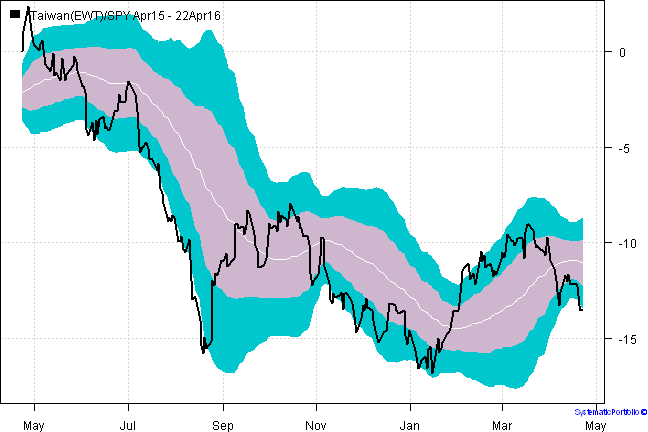 Taiwan(EWT)/SPY Apr15 - 22Apr16
0
-5
-10
-15
SystematicPortfolio ©
May Jul Sep Nov Jan Mar May